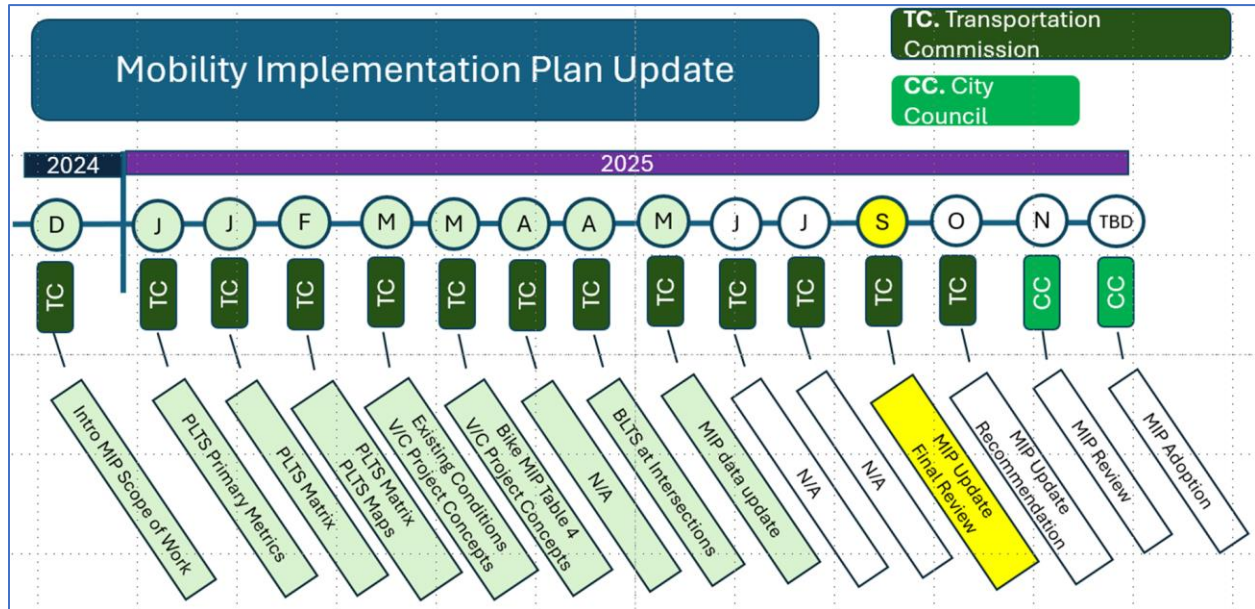 Mobility Implementation Plan Update
TC. Transportation
Commission
CC. City
Council
2024
2025
D
J
J
F
M
M
A
A
M
J
J
S
O
N
TBD
TC
TC
TC
TC
TC
TC
TC
TC
TC
TC
TC
TC
TC
CC
CC
Intro MIP Scope of Work
PLTS Primary Metrics
PLTS Matrix
PLTS Matrix
PLTS Maps
Existing Conditions
V/C Project Concepts
Bike MIP Table 4
V/C Project Concepts
N/A
BLTS at Intersections
MIP data update
N/A
N/A
MIP Update
Final Review
MIP Update
Recommendation
MIP Review
MIP Adoption